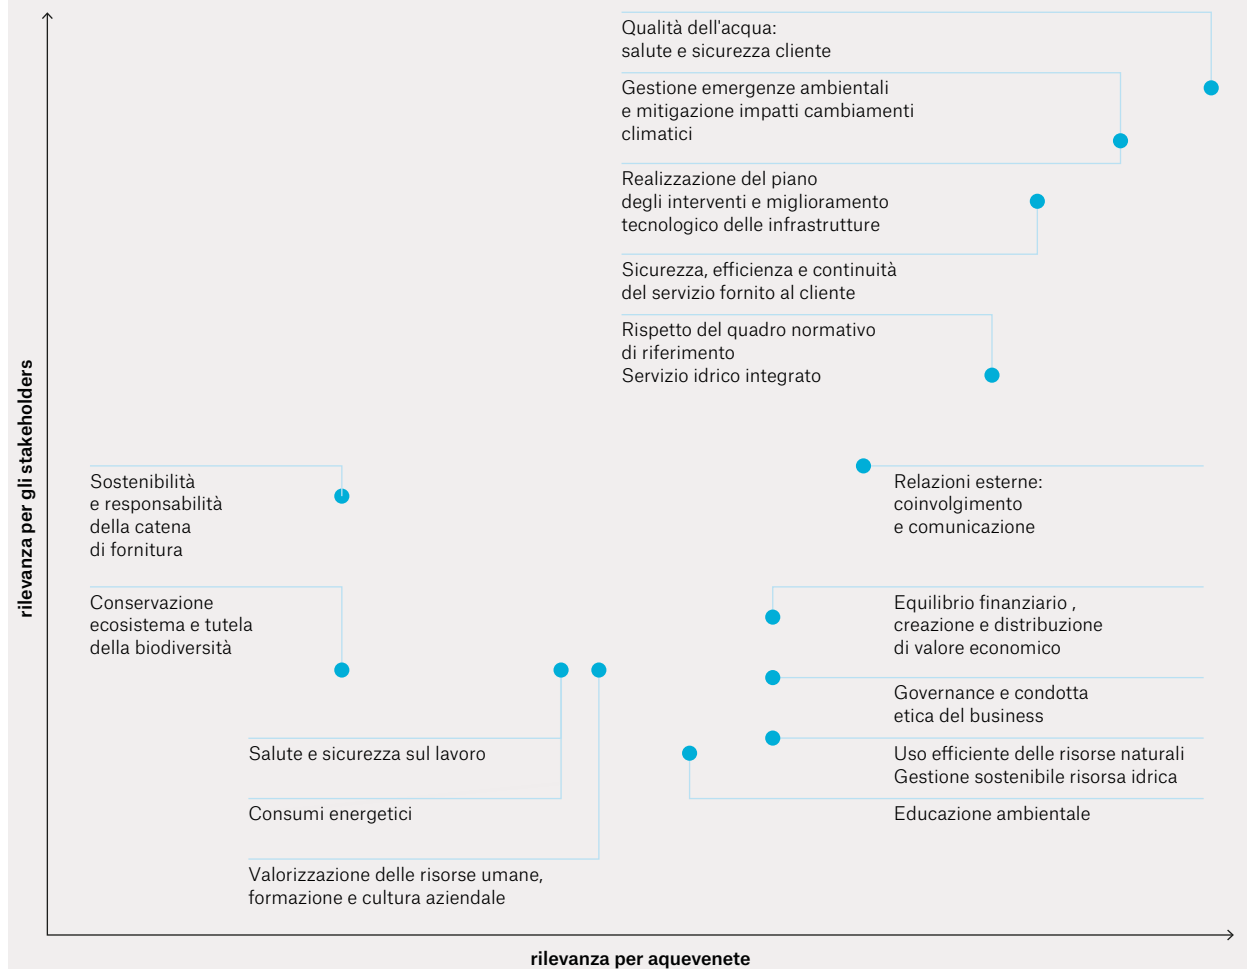 Qualità dell'acqua:
salute e sicurezza cliente
Gestione emergenze ambientali
e mitigazione impatti cambiamenti
climatici
Realizzazione del piano
degli interventi e miglioramento
tecnologico delle infrastrutture
Sicurezza, efficienza e continuità
del servizio fornito al cliente
Rispetto del quadro normativo
di riferimento
Servizio idrico integrato
rilevanza per gli stakeholders
Sostenibilità
e responsabilità
della catena
di fornitura
Relazioni esterne:
coinvolgimento
e comunicazione
Conservazione
ecosistema e tutela
della biodiversità
Equilibrio finanziario ,
creazione e distribuzione
di valore economico
Governance e condotta
etica del business
Salute e sicurezza sul lavoro
Uso efficiente delle risorse naturali
Gestione sostenibile risorsa idrica
Consumi energetici
Educazione ambientale
Valorizzazione delle risorse umane,
formazione e cultura aziendale
rilevanza per aquevenete